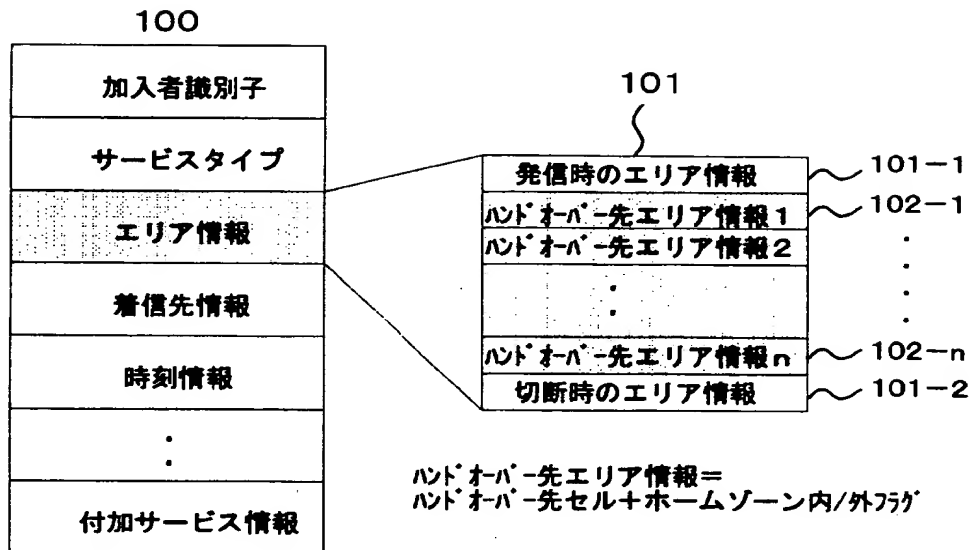 100
加入者識別子
サービスタイプ
エリア情報
着信先情報
時刻情報
:
付加サービス情報
101
発信時のエリア情報 101-1
ﾊﾝﾄﾞｵｰﾊﾞｰ先エリア情報1 102-1
ﾊﾝﾄﾞｵｰﾊﾞｰ先エリア情報2
:
ﾊﾝﾄﾞｵｰﾊﾞｰ先エリア情報n 102-n
切断時のエリア情報 101-2
ﾊﾝﾄﾞｵｰﾊﾞｰ先エリア情報=
ﾊﾝﾄﾞｵｰﾊﾞｰ先セル+ホームゾーン内/外ﾌﾗｸﾞ